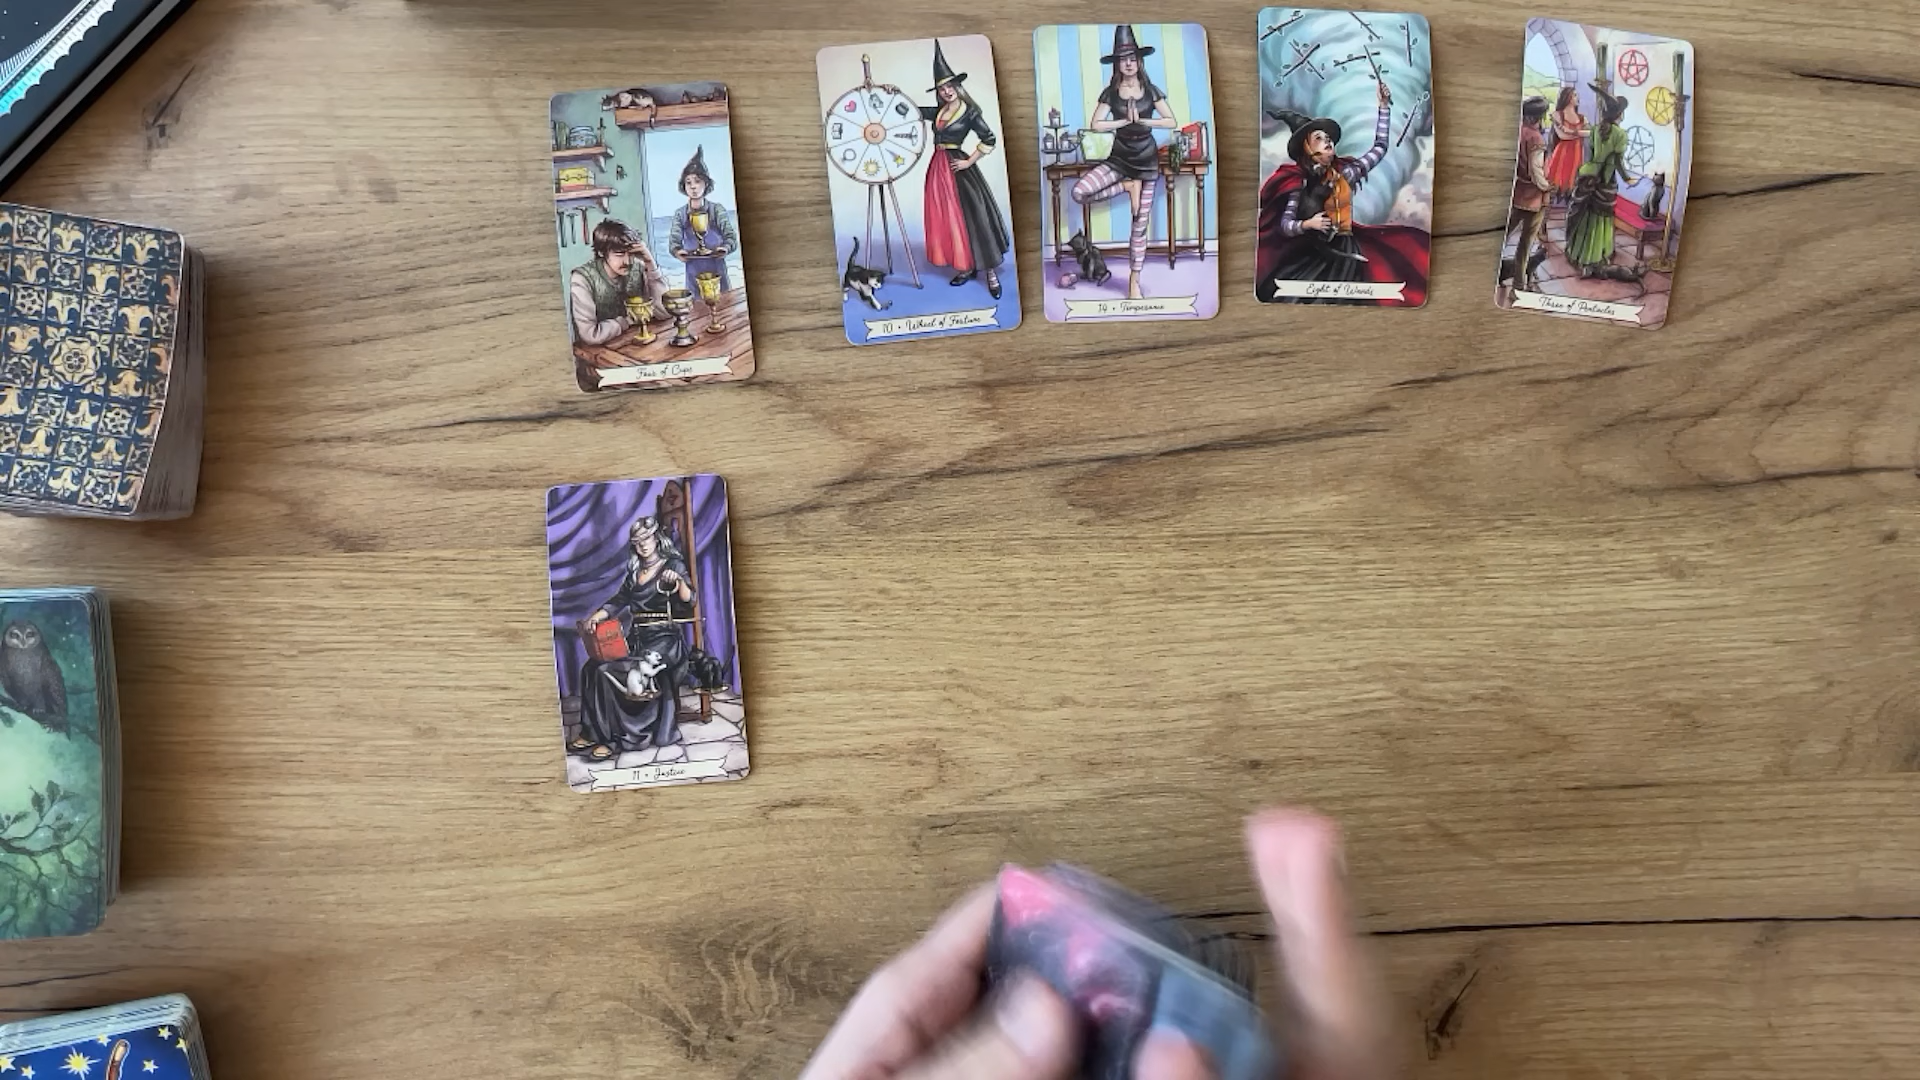 Four of Cups
10 • Wheel of Fortune
14 • Temperance
Eight of Wands
Three of Pentacles
11 • Justice